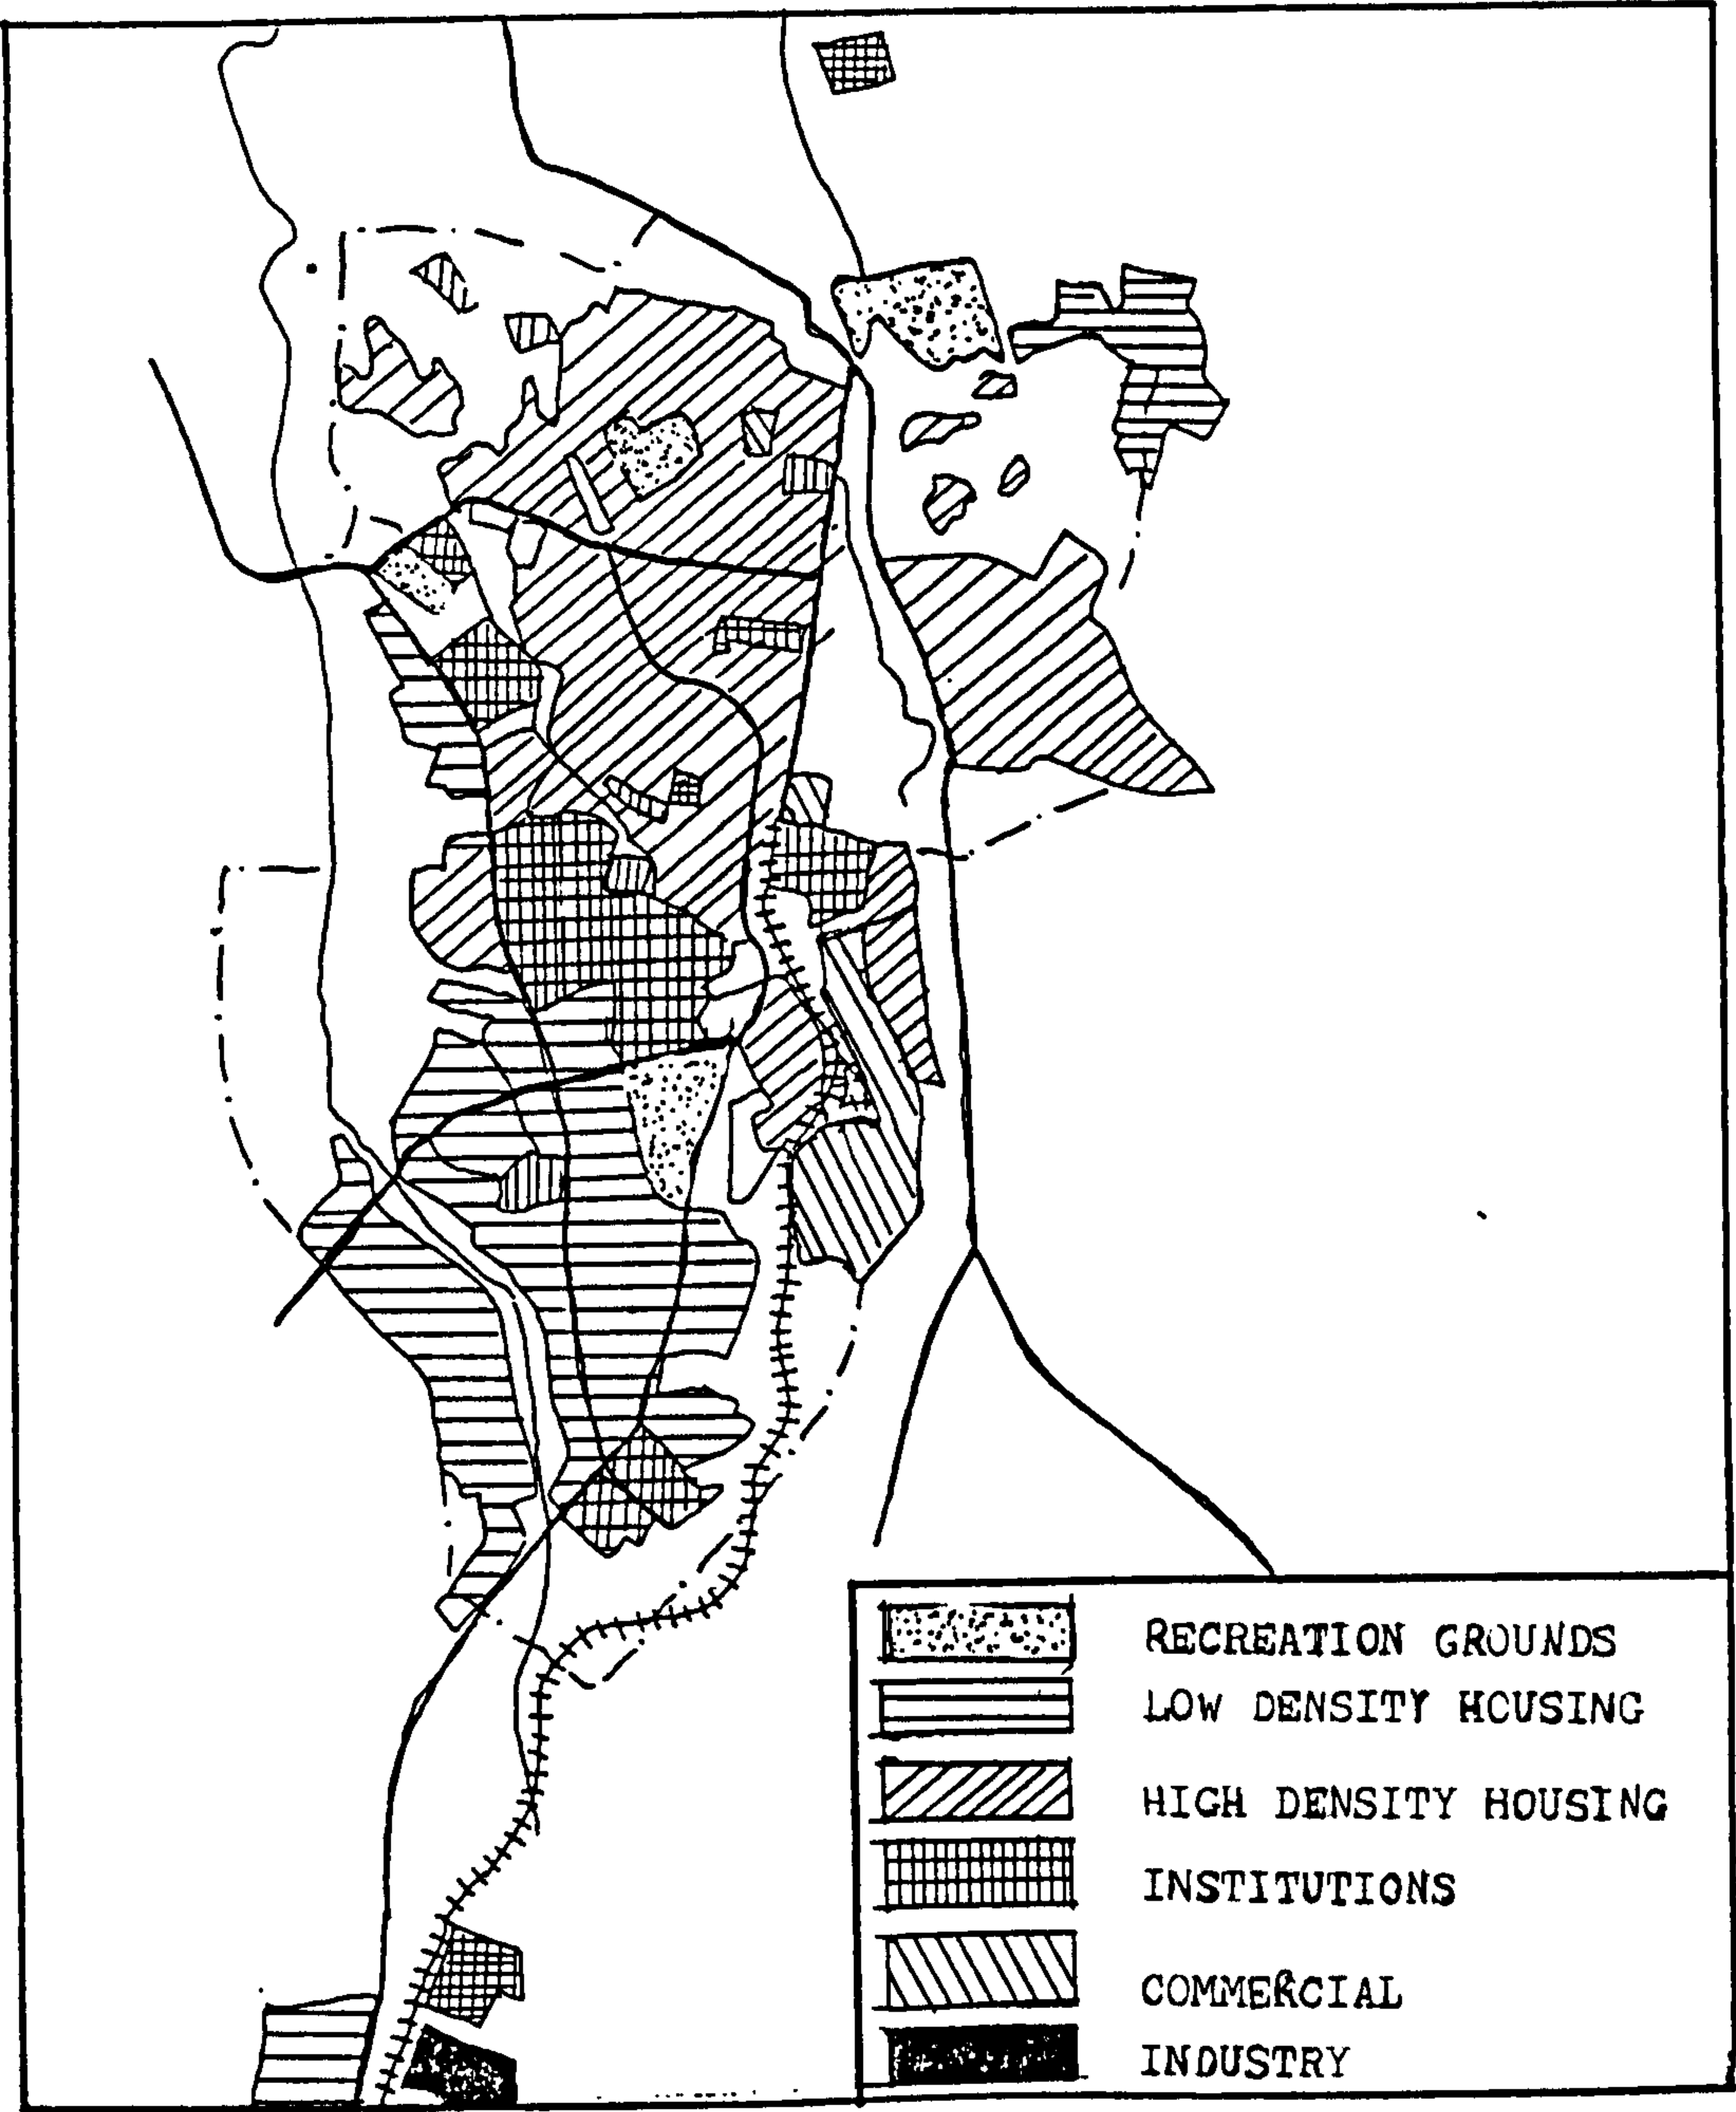 RECREATION GROUNDS
LOW DENSITY HOUSING
HIGH DENSITY HOUSING
INSTITUTIONS
COMMERCIAL
INDUSTRY